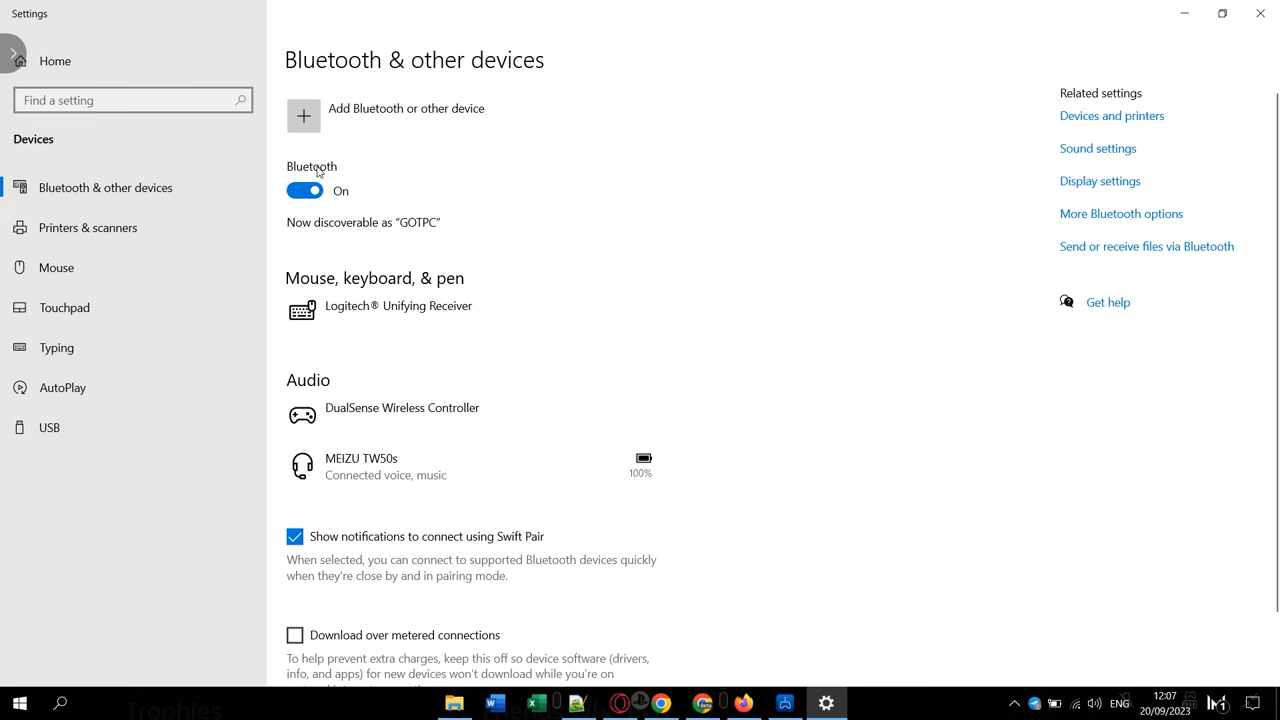 Settings
Home
Find a setting
Devices
Bluetooth & other devices
Printers & scanners
Mouse
Touchpad
Typing
AutoPlay
USB
Bluetooth & other devices
Add Bluetooth or other device
Bluetooth
On
Now discoverable as “GOTPC”
Mouse, keyboard, & pen
Logitech® Unifying Receiver
Audio
DualSense Wireless Controller
MEIZU TW50s
Connected voice, music
100%
Show notifications to connect using Swift Pair
When selected, you can connect to supported Bluetooth devices quickly
when they're close by and in pairing mode.
Download over metered connections
To help prevent extra charges, keep this off so device software (drivers,
info, and apps) for new devices won't download while you're on
Related settings
Devices and printers
Sound settings
Display settings
More Bluetooth options
Send or receive files via Bluetooth
Get help
Trophies
ENG
12:07
20/09/2023